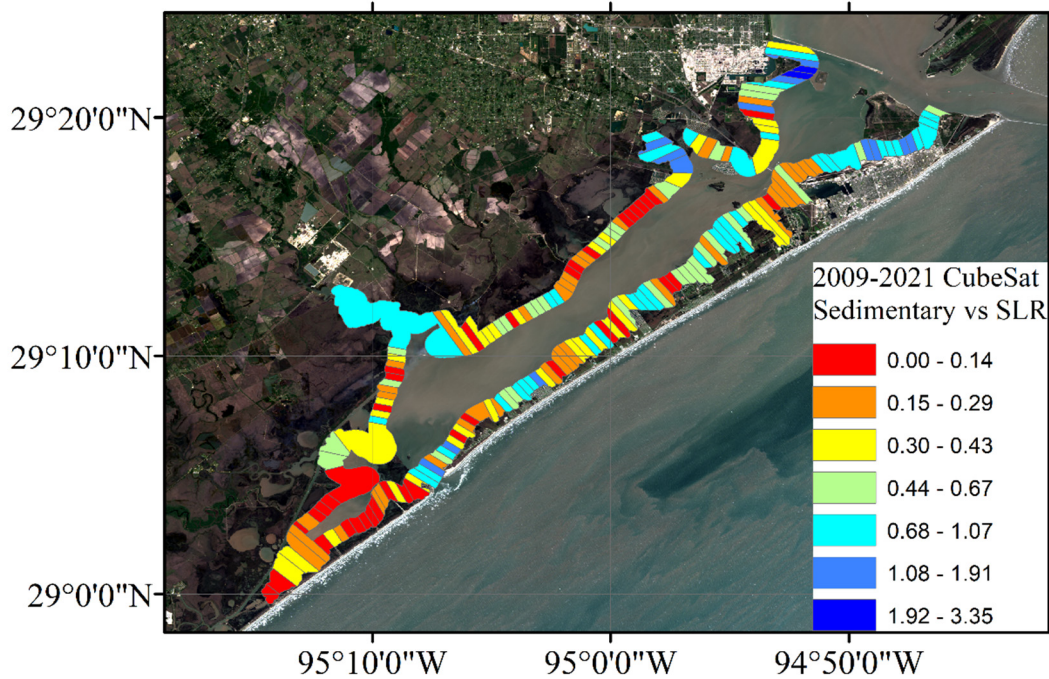 29°20'0"N
29°10'0"N
29°0'0"N
2009-2021 CubeSat
Sedimentary vs SLR
0.00 - 0.14
0.15 - 0.29
0.30 - 0.43
0.44 - 0.67
0.68 - 1.07
1.08 - 1.91
1.92 - 3.35
95°10'0"W
95°0'0"W
94°50'0"W